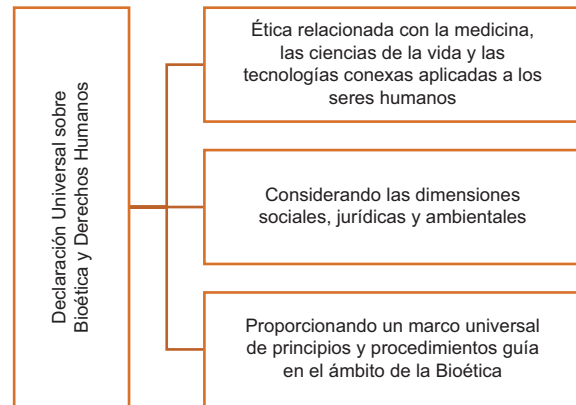 Declaración Universal sobre
Bioética y Derechos Humanos
Ética relacionada con la medicina,
las ciencias de la vida y las
tecnologías conexas aplicadas a los
seres humanos
Considerando las dimensiones
sociales, jurídicas y ambientales
Proporcionando un marco universal
de principios y procedimientos guía
en el ámbito de la Bioética